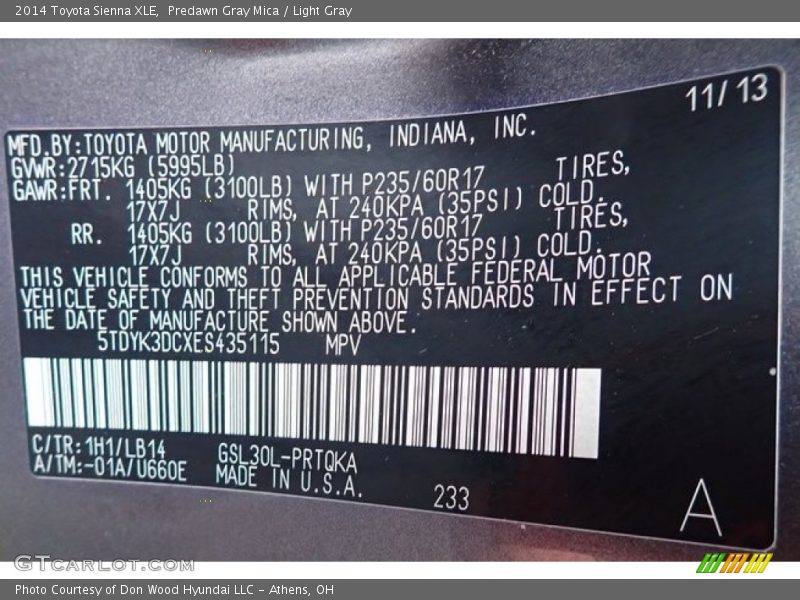 2014 Toyota Sienna XLE,  Predawn Gray Mica / Light Gray
11/ 13
MFD.BY:TOYOTA MOTOR MANUFACTURING, INDIANA, INC.
GVWR:2715KG (5995LB)
GAWR:FRT. 1405KG (3100LB) WITH P235/60R17 TIRES,
17X7J RIMS, AT 240KPA (35PSI) COLD.
RR. 1405KG (3100LB) WITH P235/60R17 TIRES,
17X7J RIMS, AT 240KPA (35PSI) COLD.
THIS VEHICLE CONFORMS TO ALL APPLICABLE FEDERAL MOTOR
VEHICLE SAFETY AND THEFT PREVENTION STANDARDS IN EFFECT ON
THE DATE OF MANUFACTURE SHOWN ABOVE.
5TDYK3DCXES435115 MPV
C/TR:1H1/LB14 GSL30L-PRTQKA
A/TM:-01A/U660E MADE IN U.S.A.
233
A
GTCARLOT.COM
Photo Courtesy of Don Wood Hyundai LLC - Athens, OH